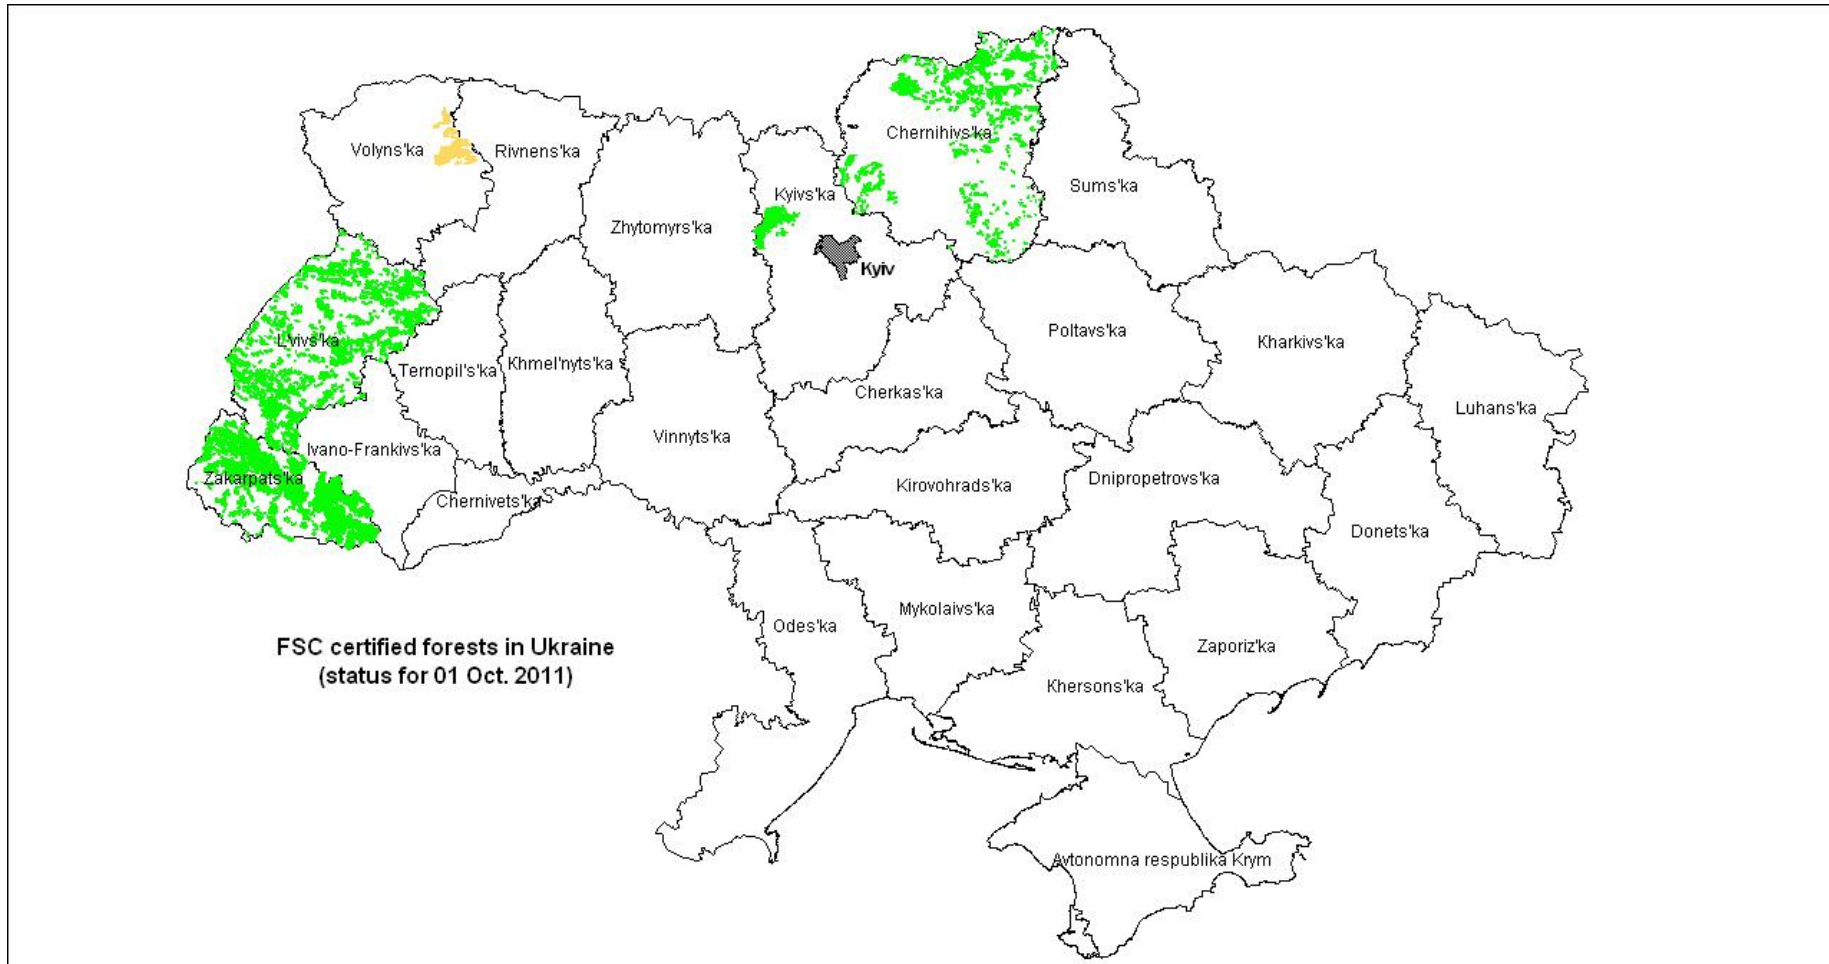 Chernihivs'ka
Volyns'ka
Rivnens'ka
Sums'ka
Kyivs'ka
Zhytomyrs'ka
Kyiv
L'vivs'ka
Poltavs'ka
Kharkivs'ka
Ternopil's'ka
Khmel'nyts'ka
Cherkas'ka
Luhans'ka
Vinnyts'ka
Ivano-Frankivs'ka
Zakarpats'ka
Dnipropetrovs'ka
Kirovohrads'ka
Chernivets'ka
Donets'ka
Mykolaivs'ka
Odes'ka
FSC certified forests in Ukraine
(status for 01 Oct. 2011)
Zaporiz'ka
Khersons'ka
Avtonomna respublika Krym